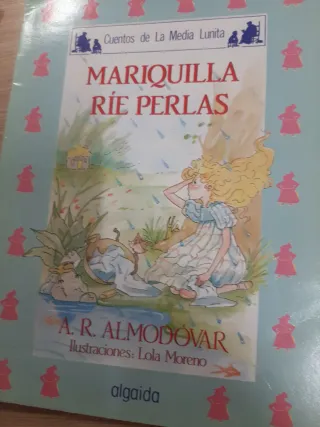 Cuentos de La Media Lunita
MARIQUILLA
RÍE PERLAS
A. R. ALMODÓVAR
Ilustraciones: Lola Moreno
algaida